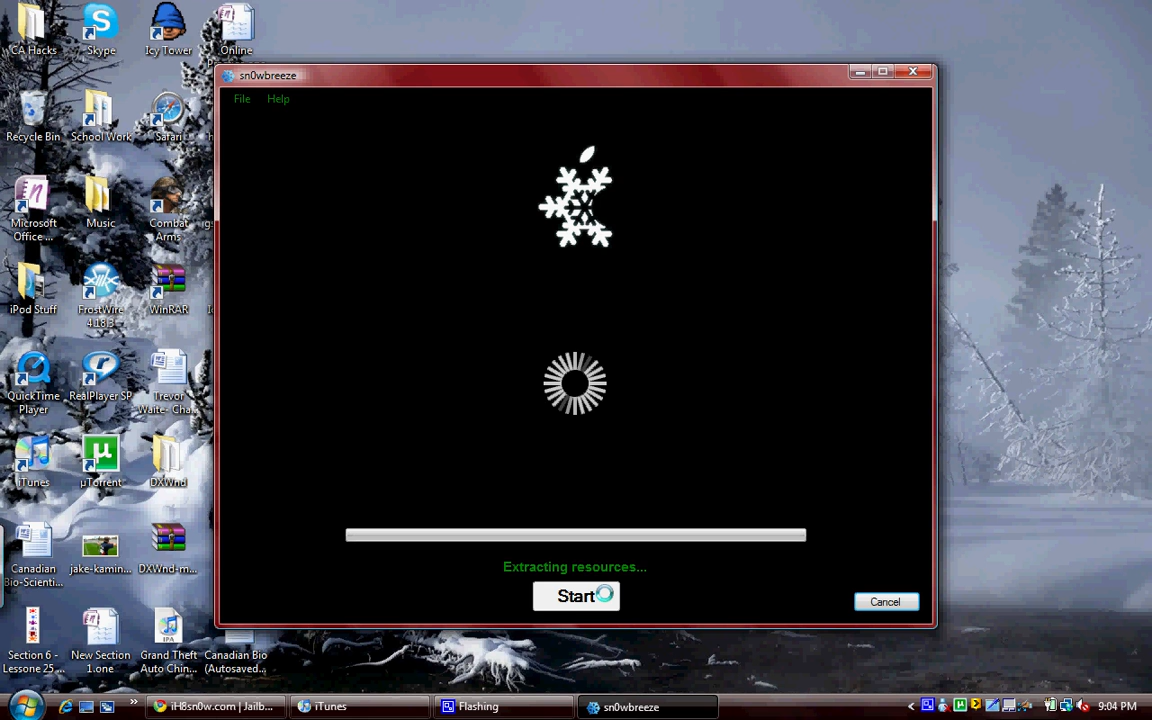 CA Hacks
Skype
Icy Tower
Online
sn0wbreeze
File Help
Recycle Bin
School Work
Safari
Microsoft
Office ...
Music
Combat
Arms
iPod Stuff
FrostWire
4.18.3
WinRAR
QuickTime
Player
RealPlayer SP
Trevor
Waite- Cha...
iTunes
µTorrent
DXWnd
Canadian
Bio-Scienti...
jake-kamin...
DXWnd-m...
Extracting resources...
Start
Cancel
Section 6 -
Lessone 25 ...
New Section
1.one
IPA
Grand Theft
Auto Chin...
Canadian Bio
(Autosaved...
iH8sn0w.com | Jailb...
iTunes
Flashing
sn0wbreeze
9:04 PM